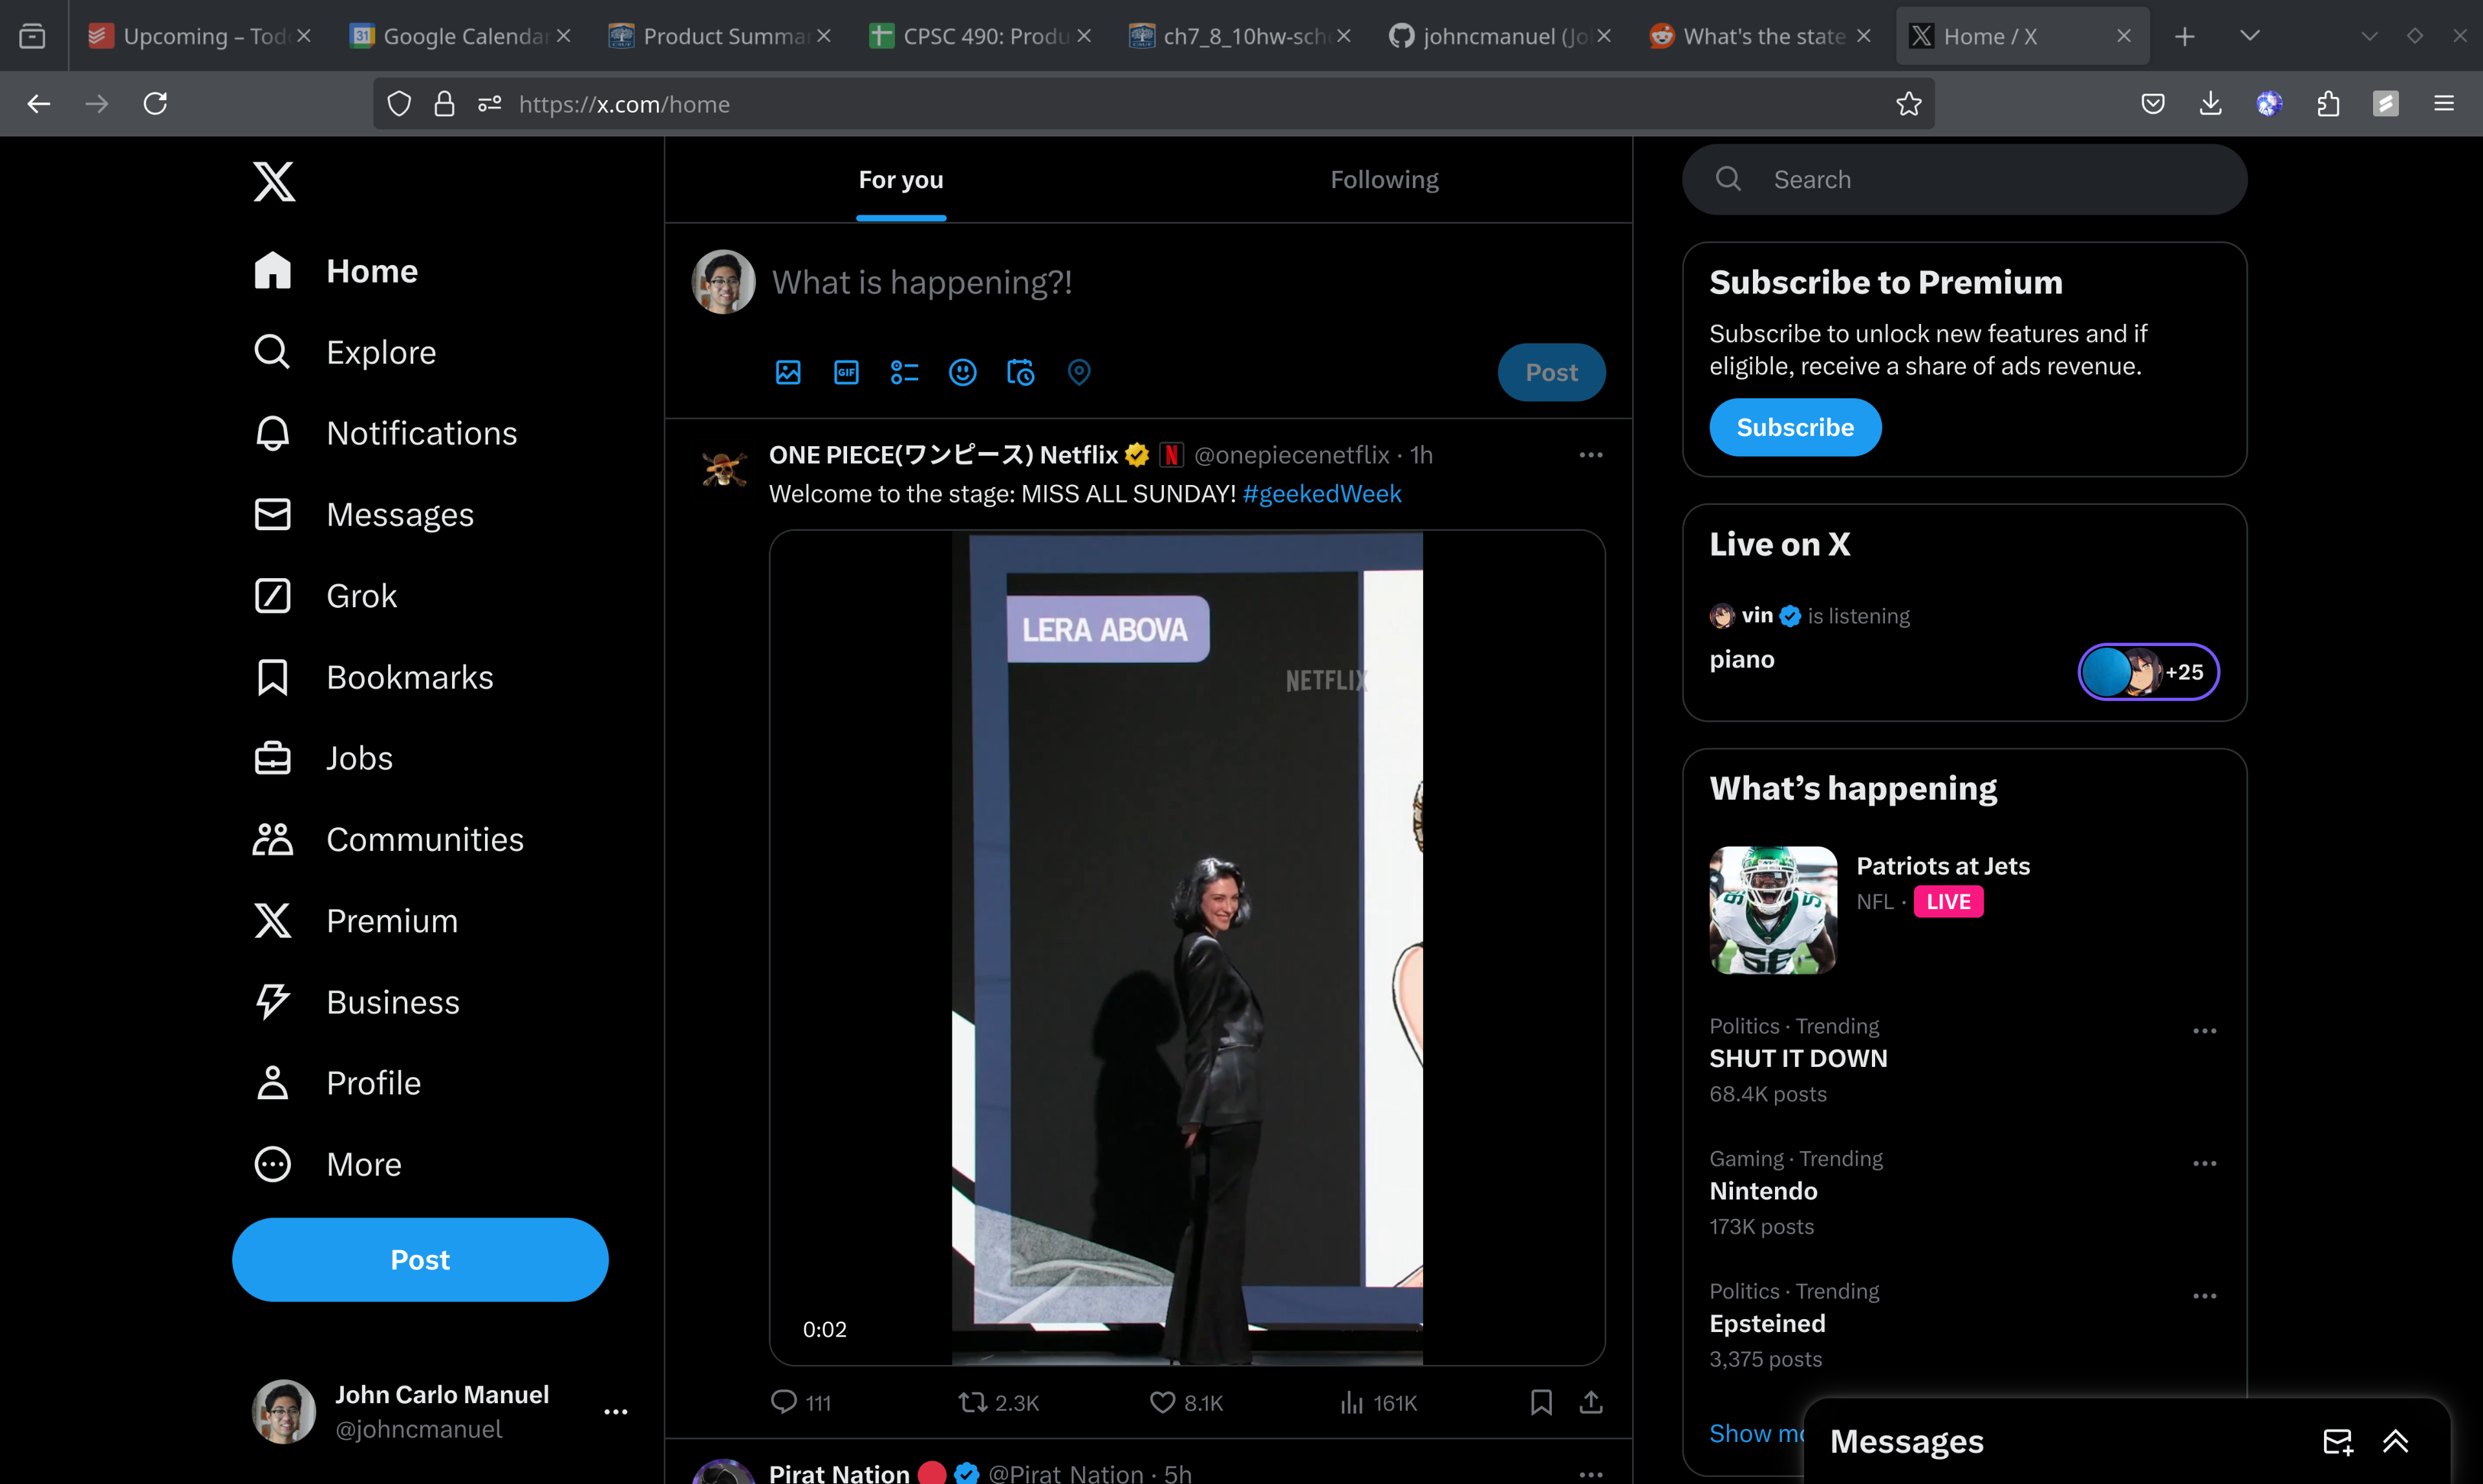 Upcoming – Tod
Google Calendar
Product Summa
CPSC 490: Produ
ch7_8_10hw-sch
johncmanuel (Jo
What's the state
Home / X
https://x.com/home
Home
Explore
Notifications
Messages
Grok
Bookmarks
Jobs
Communities
Premium
Business
Profile
More
Post
John Carlo Manuel
@johncmanuel
For you
Following
What is happening?!
GIF
Post
ONE PIECE(ワンピース) Netflix N @onepiecenetflix · 1h
Welcome to the stage: MISS ALL SUNDAY! #geekedWeek
LERA ABOVA
NETFLIX
0:02
111
2.3K
8.1K
161K
Pirat Nation @Pirat_Nation · 5h
Search
Subscribe to Premium
Subscribe to unlock new features and if
eligible, receive a share of ads revenue.
Subscribe
Live on X
vin is listening
piano
+25
What’s happening
Patriots at Jets
NFL · LIVE
Politics · Trending
SHUT IT DOWN
68.4K posts
Gaming · Trending
Nintendo
173K posts
Politics · Trending
Epsteined
3,375 posts
Show mo
Messages